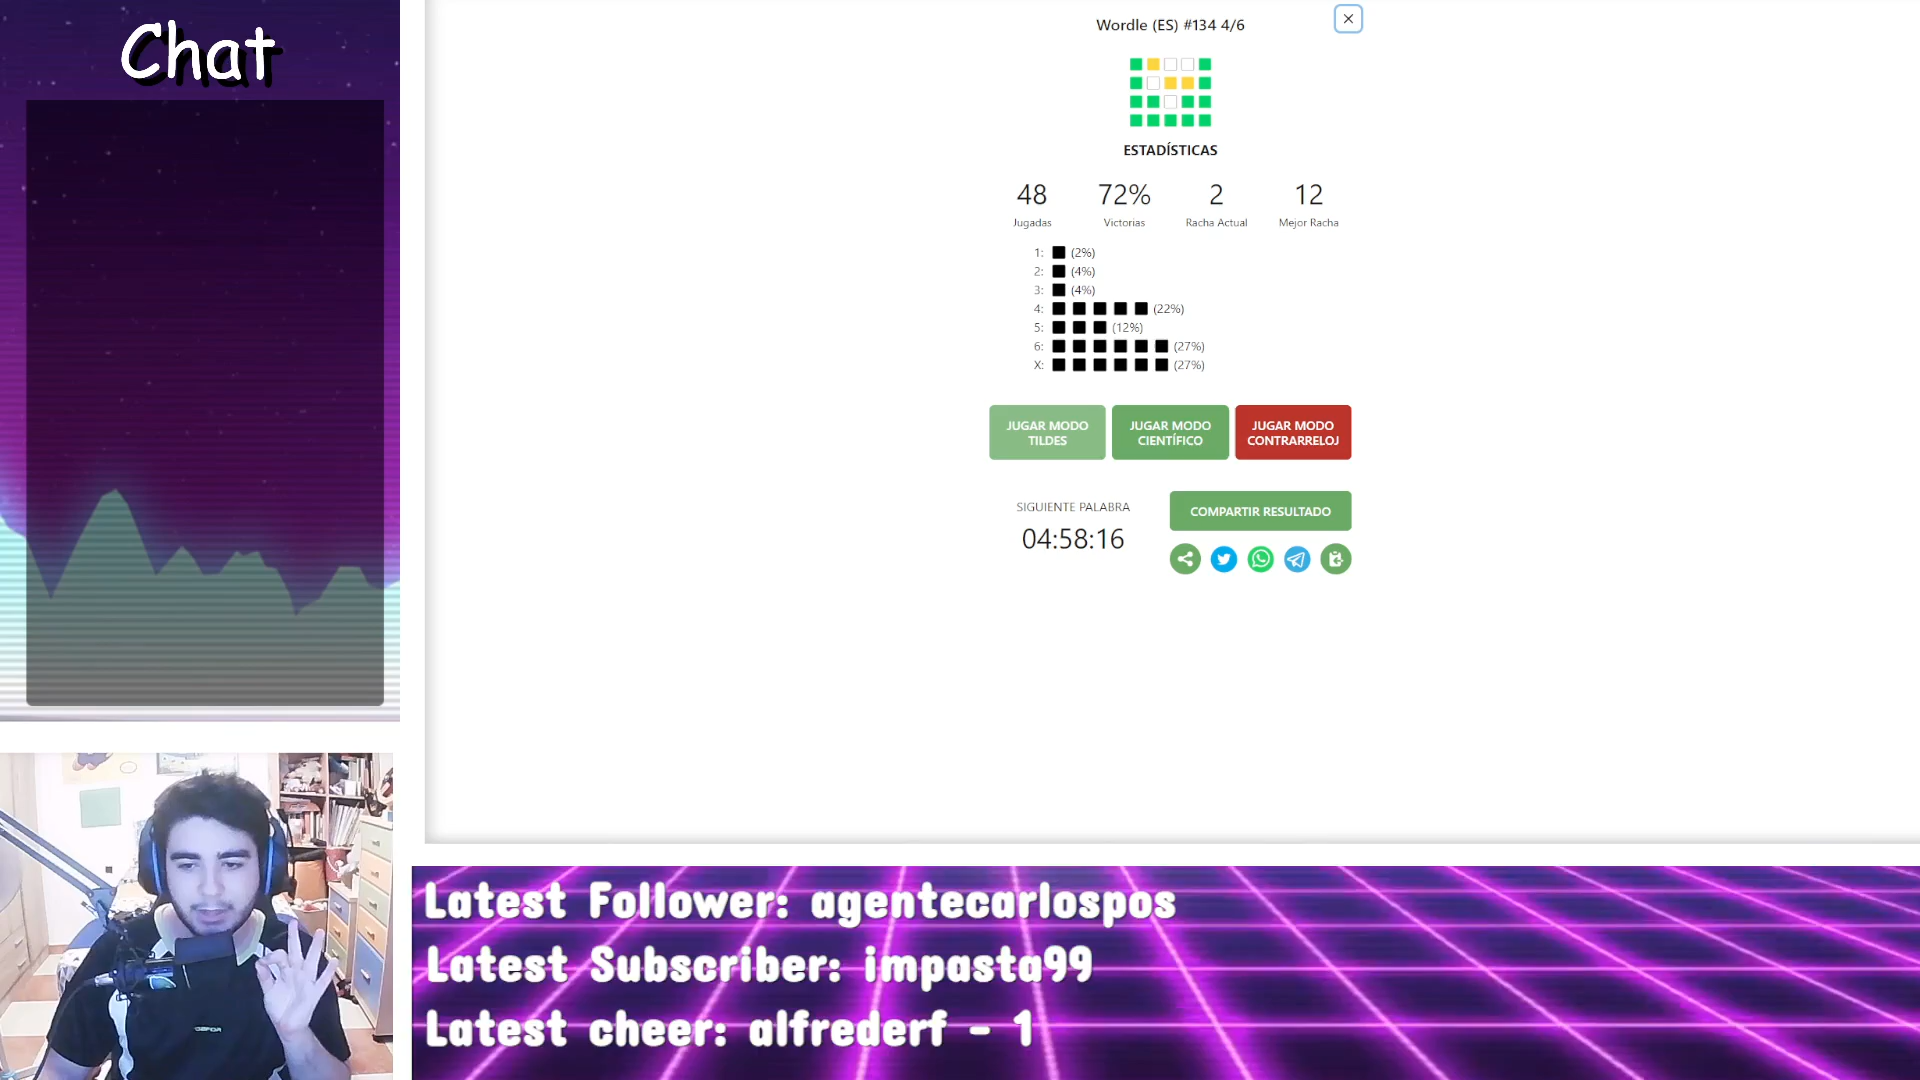 Chat
Wordle (ES) #134 4/6
ESTADÍSTICAS
48 72% 2 12
Jugadas Victorias Racha Actual Mejor Racha
1: (2%)
2: (4%)
3: (4%)
4: (22%)
5: (12%)
6: (27%)
X: (27%)
JUGAR MODO TILDES
JUGAR MODO CIENTÍFICO
JUGAR MODO CONTRARRELOJ
SIGUIENTE PALABRA
04:58:16
COMPARTIR RESULTADO
Latest Follower: agentecarlospos
Latest Subscriber: impasta99
Latest cheer: alfrederf - 1